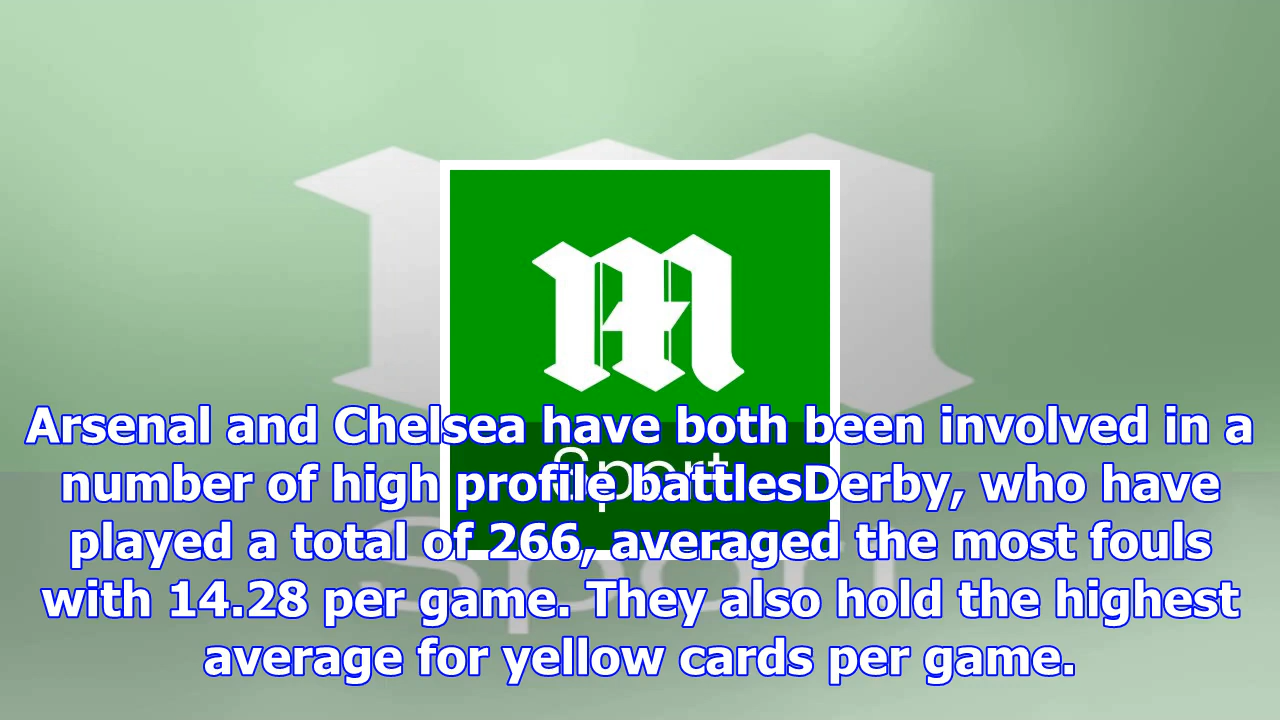 Arsenal and Chelsea have both been involved in a
number of high profile battlesDerby, who have
played a total of 266, averaged the most fouls
with 14.28 per game. They also hold the highest
average for yellow cards per game.
m
Sport
Sport